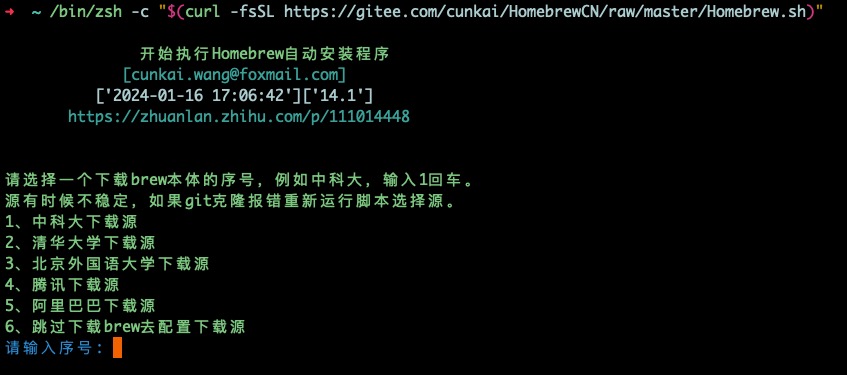 ➜ ~ /bin/zsh -c "$(curl -fsSL https://gitee.com/cunkai/HomebrewCN/raw/master/Homebrew.sh)"
开始执行Homebrew自动安装程序
[cunkai.wang@foxmail.com]
['2024-01-16 17:06:42']['14.1']
https://zhuanlan.zhihu.com/p/111014448
请选择一个下载brew本体的序号，例如中科大，输入1回车。
源有时候不稳定，如果git克隆报错重新运行脚本选择源。
1、中科大下载源
2、清华大学下载源
3、北京外国语大学下载源
4、腾讯下载源
5、阿里巴巴下载源
6、跳过下载brew去配置下载源
请输入序号：